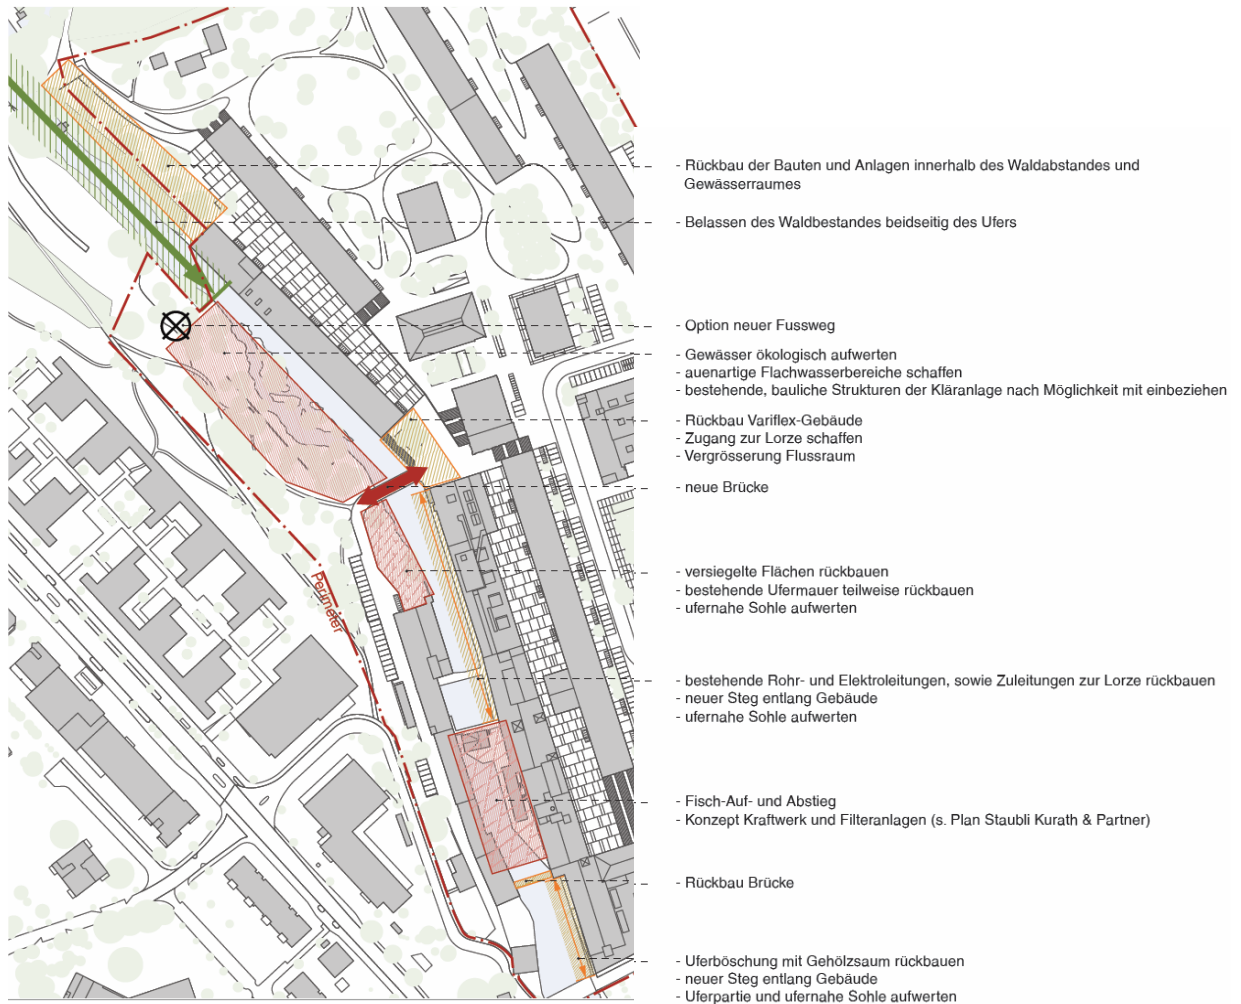 - Rückbau der Bauten und Anlagen innerhalb des Waldabstandes und
Gewässerraumes
- Belassen des Waldbestandes beidseitig des Ufers
- Option neuer Fussweg
- Gewässer ökologisch aufwerten
- auenartige Flachwasserbereiche schaffen
- bestehende, bauliche Strukturen der Kläranlage nach Möglichkeit mit einbeziehen
- Rückbau Variflex-Gebäude
- Zugang zur Lorze schaffen
- Vergrösserung Flussraum
- neue Brücke
- versiegelte Flächen rückbauen
- bestehende Ufermauer teilweise rückbauen
- ufernahe Sohle aufwerten
Perimeter
- bestehende Rohr- und Elektroleitungen, sowie Zuleitungen zur Lorze rückbauen
- neuer Steg entlang Gebäude
- ufernahe Sohle aufwerten
- Fisch-Auf- und Abstieg
- Konzept Kraftwerk und Filteranlagen (s. Plan Staubli Kurath & Partner)
- Rückbau Brücke
- Uferböschung mit Gehölzsaum rückbauen
- neuer Steg entlang Gebäude
- Uferpartie und ufernahe Sohle aufwerten